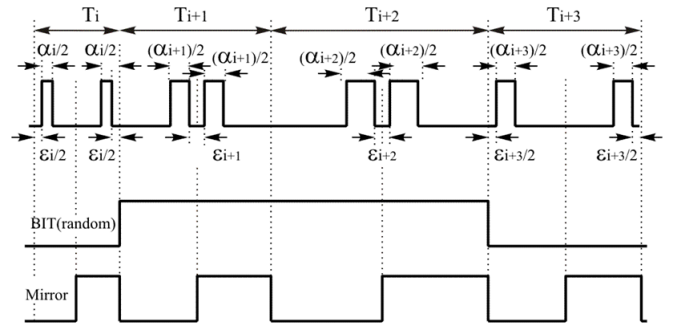 Ti Ti+1 Ti+2 Ti+3
αi/2 αi/2 (αi+1)/2 (αi+1)/2 (αi+2)/2 (αi+2)/2 (αi+3)/2 (αi+3)/2
εi/2 εi/2 εi+1 εi+2 εi+3/2 εi+3/2
BIT(random)
Mirror